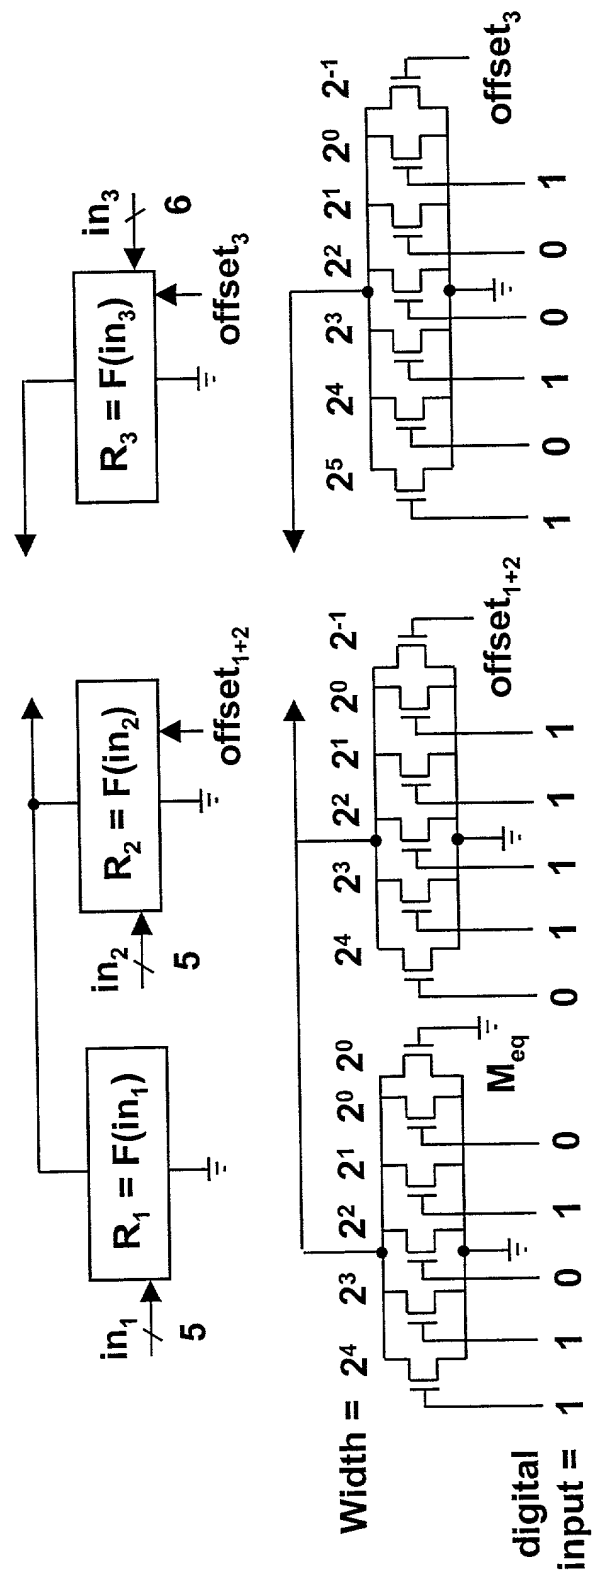 in₁ 5 R₁ = F(in₁)
in₂ 5 R₂ = F(in₂) offset₁₊₂
R₃ = F(in₃) in₃ 6 offset₃
Width = 2⁴ 2³ 2² 2¹ 2⁰ 2⁰ 2⁴ 2³ 2² 2¹ 2⁰ 2⁻¹ 2⁵ 2⁴ 2³ 2² 2¹ 2⁰ 2⁻¹
Mₑq offset₁₊₂ offset₃
digital
input = 1 1 0 1 0 0 1 1 1 1 1 0 1 0 0 1